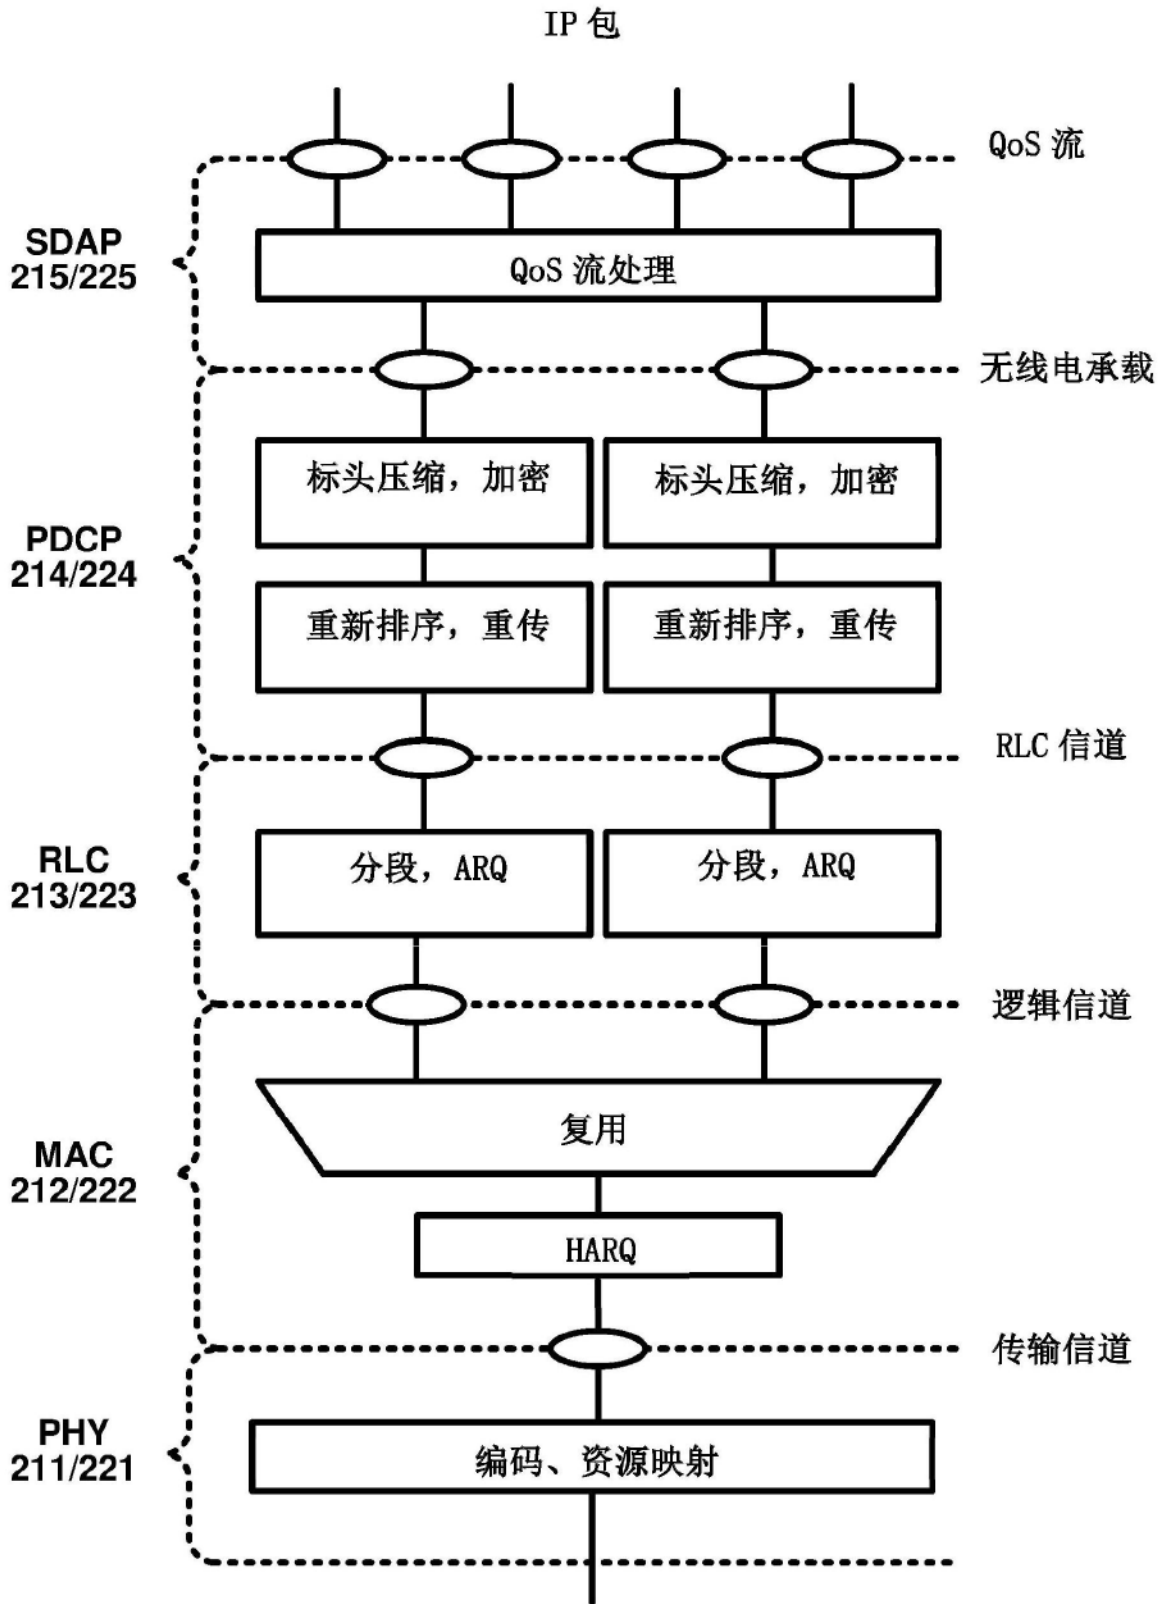 IP 包
QoS 流
SDAP
215/225
QoS 流处理
无线电承载
标头压缩，加密
标头压缩，加密
PDCP
214/224
重新排序，重传
重新排序，重传
RLC 信道
RLC
213/223
分段，ARQ
分段，ARQ
逻辑信道
复用
MAC
212/222
HARQ
传输信道
PHY
211/221
编码、资源映射